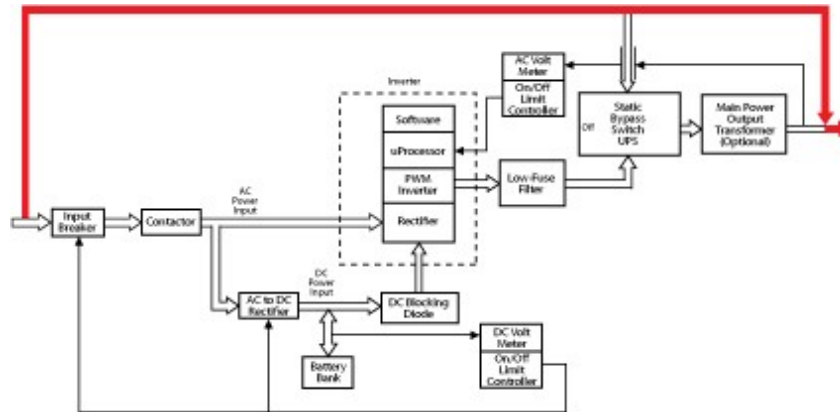 AC Volt
Meter
On/Off
Limit
Controller
Inverter
Software
uProcessor
PWM
Inverter
Rectifier
Off
Static
Bypass
Switch
UPS
Main Power
Output
Transformer
(Optional)
Low-Fuse
Filter
AC
Power
Input
Input
Breaker
Contactor
DC
Power
Input
AC to DC
Rectifier
DC Blocking
Diode
DC Volt
Meter
On/Off
Limit
Controller
Battery
Bank